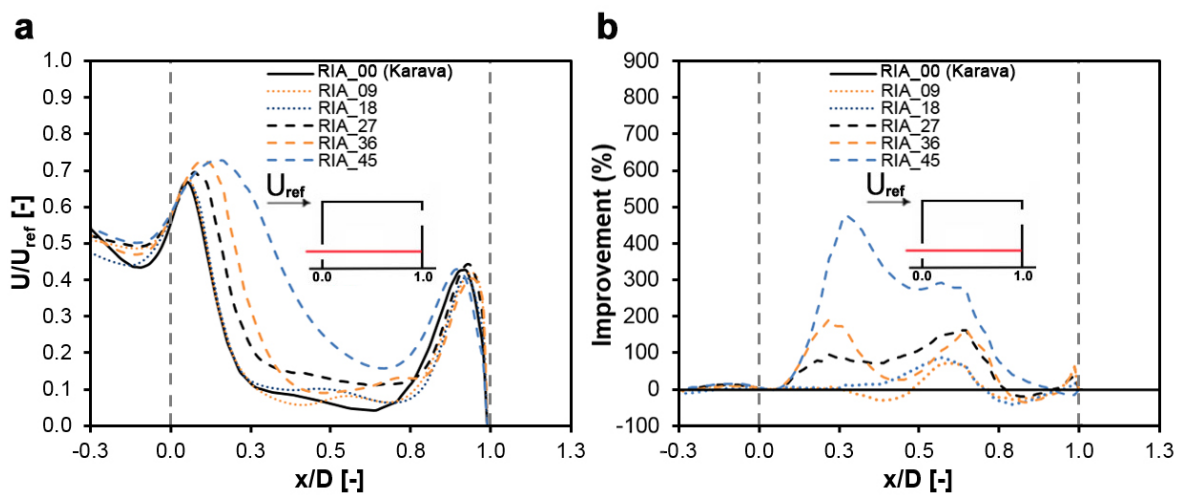 a
1.0
0.9
0.8
0.7
0.6
0.5
0.4
0.3
0.2
0.1
0.0
U/Uref [-]
RIA_00 (Karava)
RIA_09
RIA_18
RIA_27
RIA_36
RIA_45
Uref
0.0 1.0
-0.3 0.0 0.3 0.5 0.8 1.0 1.3
x/D [-]
b
900
800
700
600
500
400
300
200
100
0
-100
Improvement (%)
RIA_00 (Karava)
RIA_09
RIA_18
RIA_27
RIA_36
RIA_45
Uref
0.0 1.0
-0.3 0.0 0.3 0.5 0.8 1.0 1.3
x/D [-]